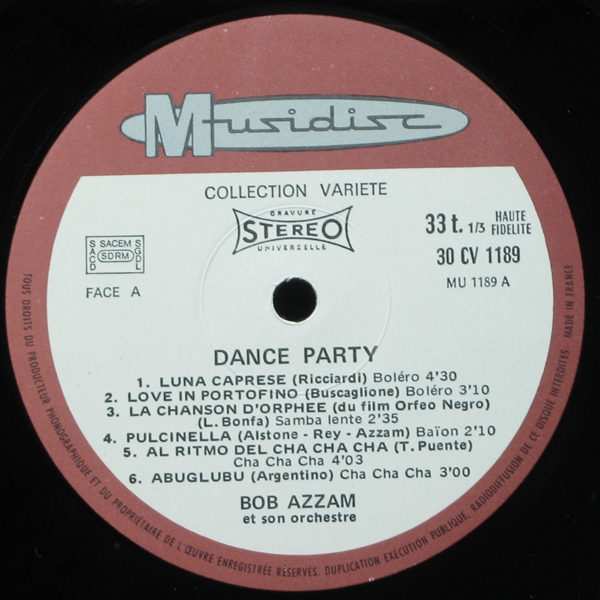 Musidisc
COLLECTION VARIETE
GRAVURE
STEREO
UNIVERSELLE
33 t. 1/3 HAUTE FIDELITE
30 CV 1189
MU 1189 A
SACD SACEM SGDL
SDRM
FACE A
DANCE PARTY
1. LUNA CAPRESE (Ricciardi) Boléro 4'30
2. LOVE IN PORTOFINO (Buscaglione) Boléro 3'10
3. LA CHANSON D'ORPHEE (du film Orfeo Negro)
(L. Bonfa) Samba lente 2'35
4. PULCINELLA (Alstone - Rey - Azzam) Baïon 2'10
5. AL RITMO DEL CHA CHA CHA (T. Puente)
Cha Cha Cha 4'03
6. ABUGLUBU (Argentino) Cha Cha Cha 3'00
BOB AZZAM
et son orchestre
TOUS DROITS DU PRODUCTEUR PHONOGRAPHIQUE ET DU PROPRIÉTAIRE DE L'ŒUVRE ENREGISTRÉE RÉSERVÉS. DUPLICATION EXÉCUTION PUBLIQUE, RADIODIFFUSION DE CE DISQUE INTERDITES MADE IN FRANCE